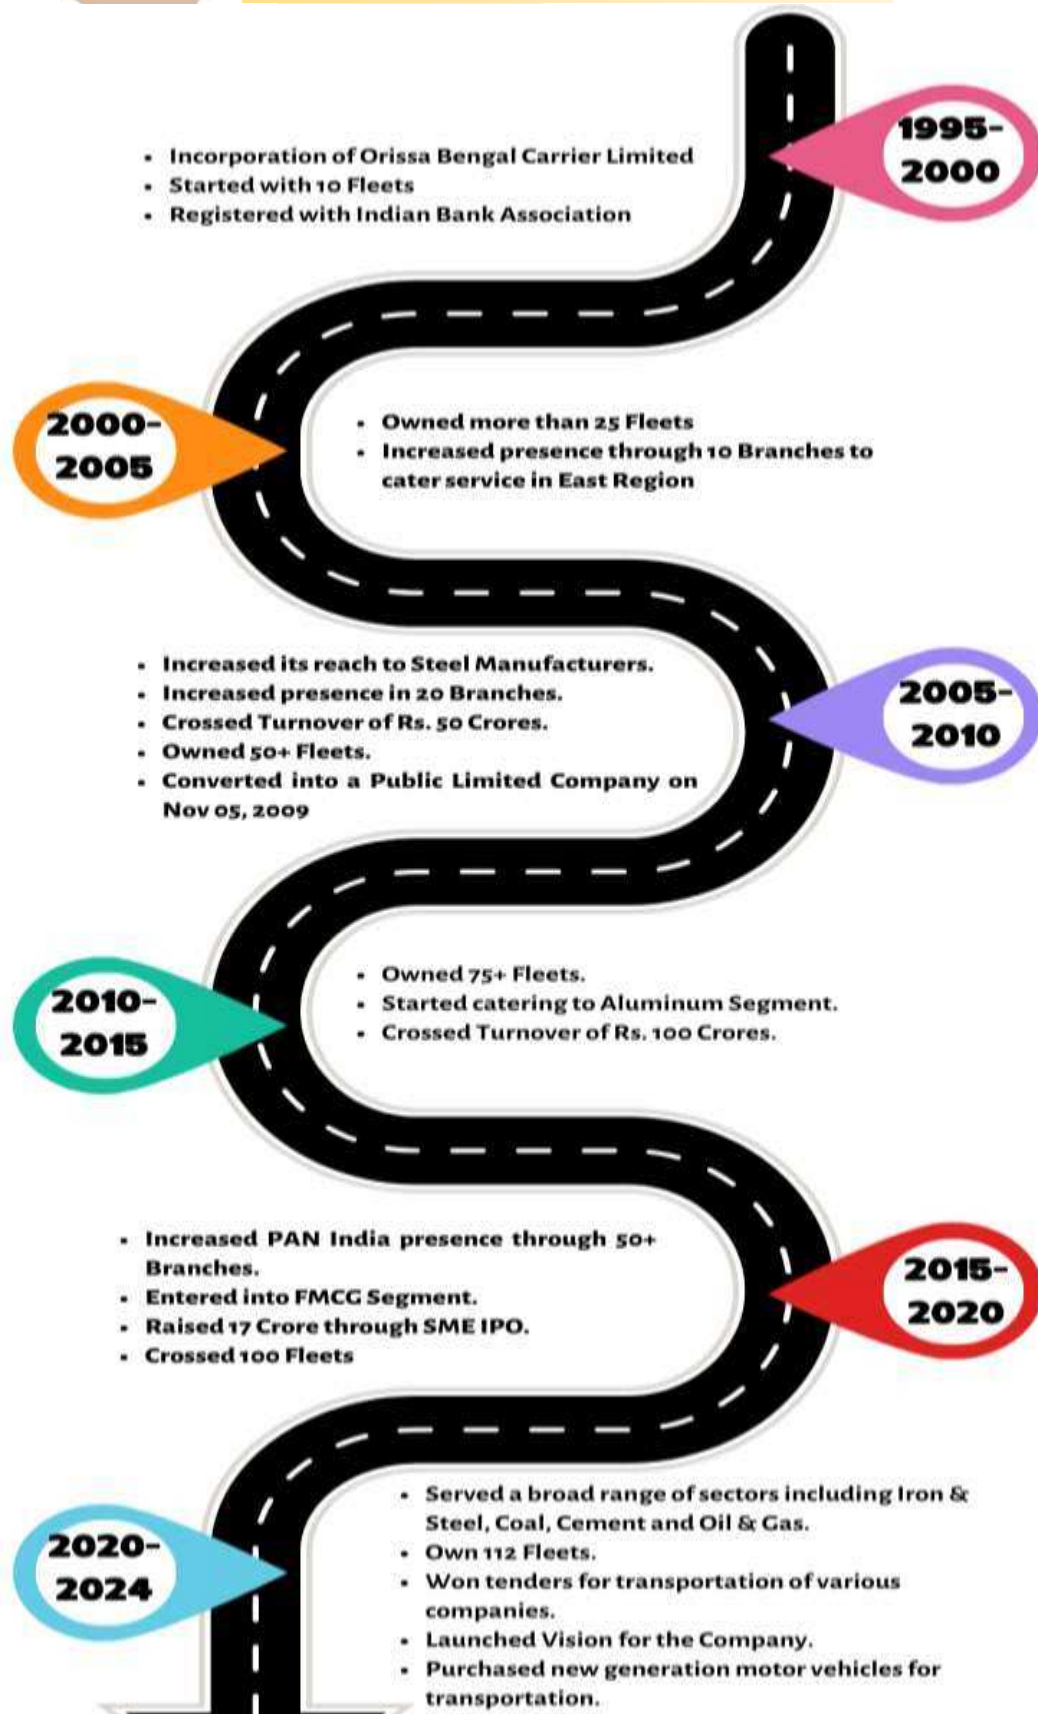 1995-
2000
• Incorporation of Orissa Bengal Carrier Limited
• Started with 10 Fleets
• Registered with Indian Bank Association
2000-
2005
• Owned more than 25 Fleets
• Increased presence through 10 Branches to
cater service in East Region
2005-
2010
• Increased its reach to Steel Manufacturers.
• Increased presence in 20 Branches.
• Crossed Turnover of Rs. 50 Crores.
• Owned 50+ Fleets.
• Converted into a Public Limited Company on
Nov 05, 2009
2010-
2015
• Owned 75+ Fleets.
• Started catering to Aluminum Segment.
• Crossed Turnover of Rs. 100 Crores.
2015-
2020
• Increased PAN India presence through 50+
Branches.
• Entered into FMCG Segment.
• Raised 17 Crore through SME IPO.
• Crossed 100 Fleets
2020-
2024
• Served a broad range of sectors including Iron &
Steel, Coal, Cement and Oil & Gas.
• Own 112 Fleets.
• Won tenders for transportation of various
companies.
• Launched Vision for the Company.
• Purchased new generation motor vehicles for
transportation.